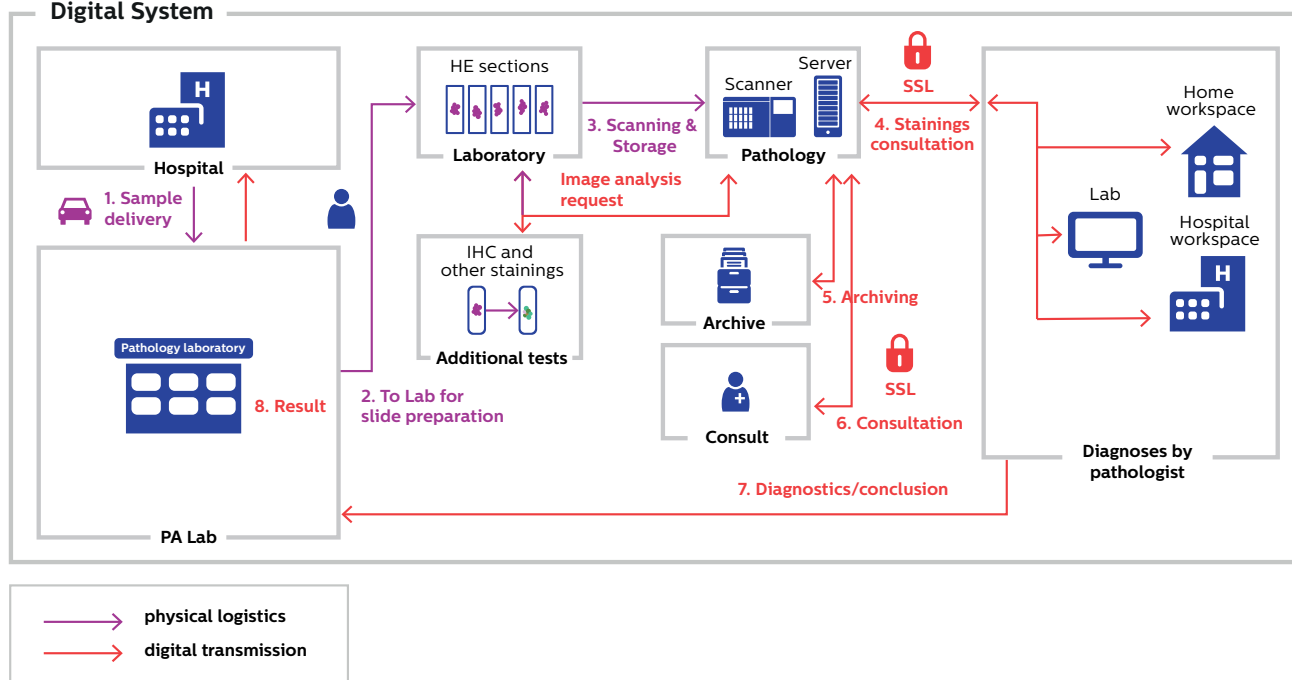 Digital System
H
Hospital
1. Sample
delivery
Pathology laboratory
8. Result
PA Lab
2. To Lab for
slide preparation
HE sections
Laboratory
3. Scanning &
Storage
Image analysis
request
IHC and
other stainings
Additional tests
Server
Scanner
Pathology
SSL
4. Stainings
consultation
Archive
5. Archiving
Consult
SSL
6. Consultation
7. Diagnostics/conclusion
Home
workspace
Lab
Hospital
workspace
H
Diagnoses by
pathologist
physical logistics
digital transmission